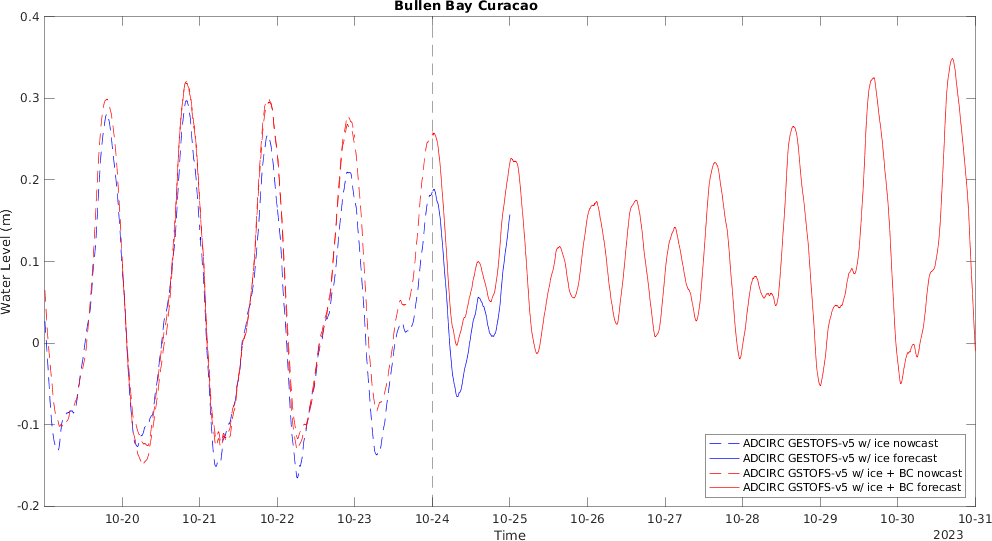 Bullen Bay Curacao
0.4
0.3
0.2
0.1
0
-0.1
-0.2
Water Level (m)
ADCIRC GESTOFS-v5 w/ ice nowcast
ADCIRC GESTOFS-v5 w/ ice forecast
ADCIRC GSTOFS-v5 w/ ice + BC nowcast
ADCIRC GSTOFS-v5 w/ ice + BC forecast
10-20 10-21 10-22 10-23 10-24 10-25 10-26 10-27 10-28 10-29 10-30 10-31
Time
2023